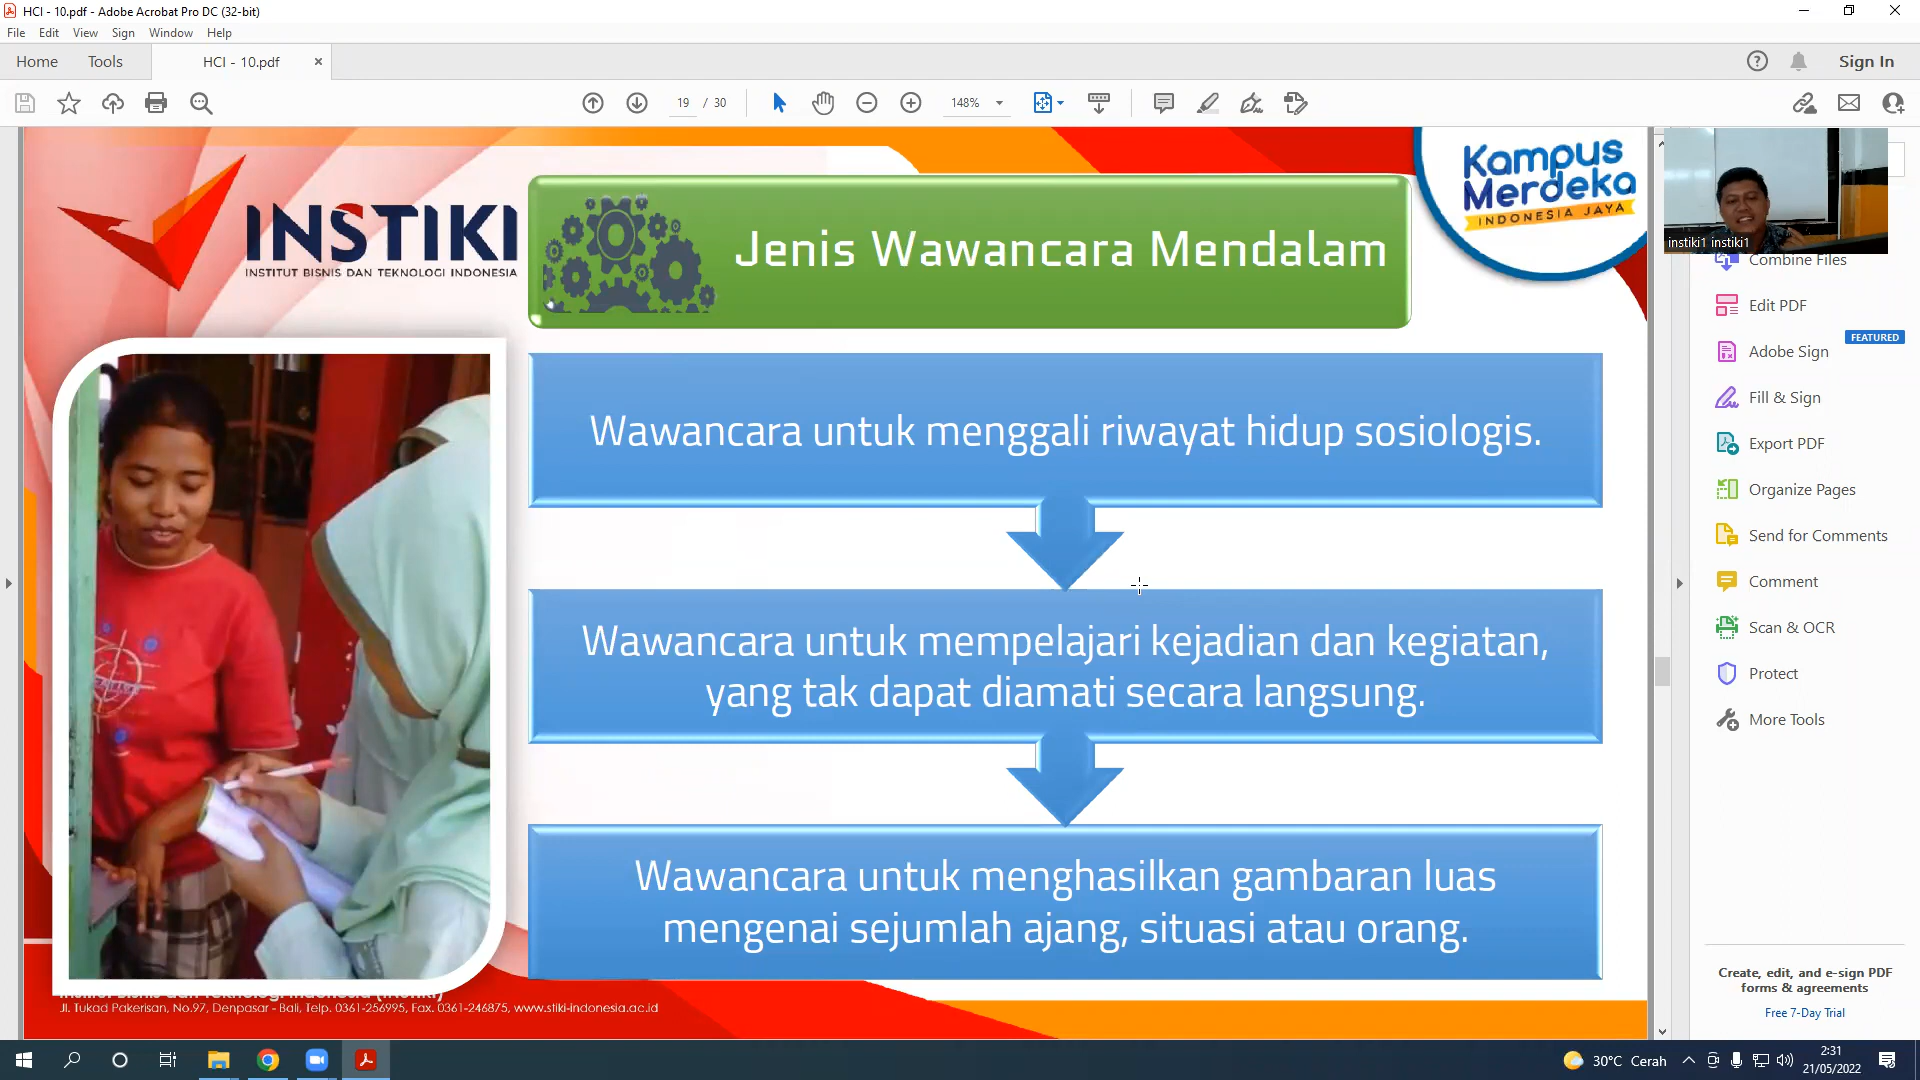 HCI - 10.pdf - Adobe Acrobat Pro DC (32-bit)
File Edit View Sign Window Help
Home Tools HCI - 10.pdf Sign In
19 / 30 148%
Kampus
Merdeka
INDONESIA JAYA
INSTIKI
INSTITUT BISNIS DAN TEKNOLOGI INDONESIA
Jenis Wawancara Mendalam
instiki1 instiki1
Wawancara untuk menggali riwayat hidup sosiologis.
Wawancara untuk mempelajari kejadian dan kegiatan,
yang tak dapat diamati secara langsung.
Wawancara untuk menghasilkan gambaran luas
mengenai sejumlah ajang, situasi atau orang.
Jl. Tukad Pakerisan, No.97, Denpasar - Bali, Telp. 0361-256995, Fax. 0361-246875, www.stiki-indonesia.ac.id
Combine Files
Edit PDF
FEATURED
Adobe Sign
Fill & Sign
Export PDF
Organize Pages
Send for Comments
Comment
Scan & OCR
Protect
More Tools
Create, edit, and e-sign PDF
forms & agreements
Free 7-Day Trial
30°C Cerah
2:31
21/05/2022